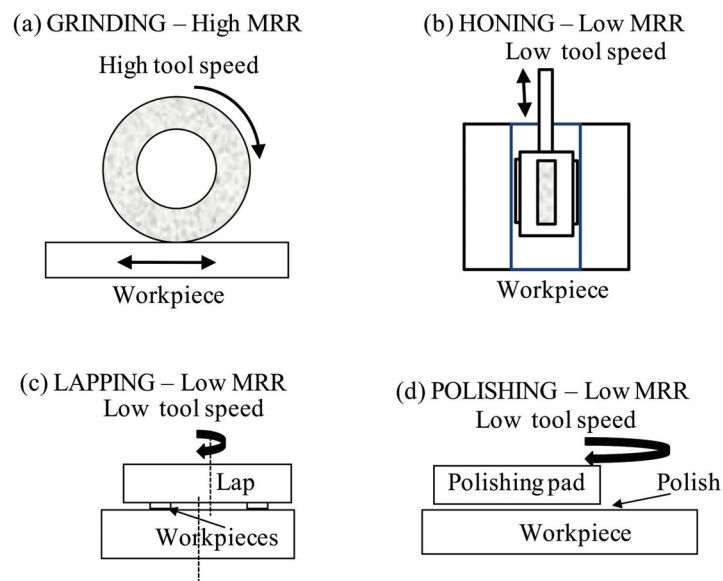 (a) GRINDING – High MRR
High tool speed
Workpiece
(b) HONING – Low MRR
Low tool speed
Workpiece
(c) LAPPING – Low MRR
Low tool speed
Lap
Workpieces
(d) POLISHING – Low MRR
Low tool speed
Polishing pad
Polish
Workpiece